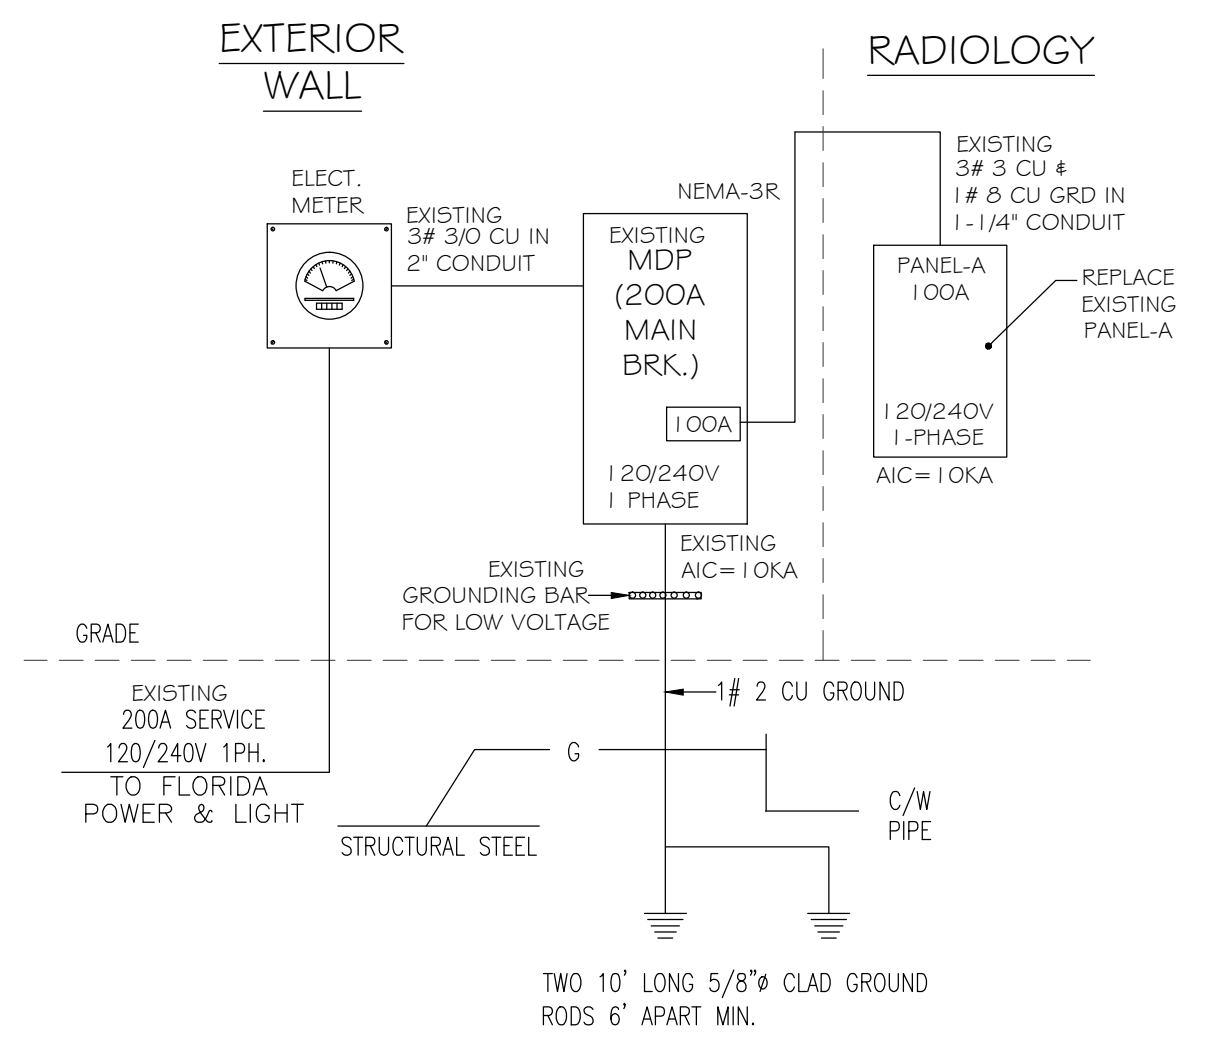 EXTERIOR
WALL
RADIOLOGY
ELECT.
METER
EXISTING
3# 3/0 CU IN
2" CONDUIT
NEMA-3R
EXISTING
MDP
(200A
MAIN
BRK.)
100A
120/240V
1 PHASE
EXISTING
3# 3 CU &
1# 8 CU GRD IN
1-1/4" CONDUIT
PANEL-A
100A
120/240V
1-PHASE
AIC=10KA
REPLACE
EXISTING
PANEL-A
EXISTING
AIC=10KA
EXISTING
GROUNDING BAR
FOR LOW VOLTAGE
GRADE
EXISTING
200A SERVICE
120/240V 1PH.
TO FLORIDA
POWER & LIGHT
1# 2 CU GROUND
G
STRUCTURAL STEEL
C/W
PIPE
TWO 10' LONG 5/8"ø CLAD GROUND
RODS 6' APART MIN.